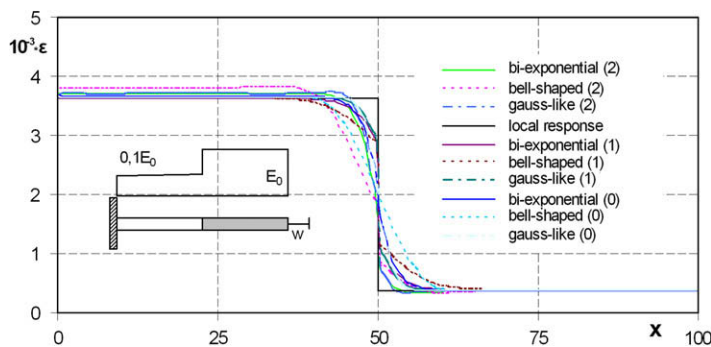 5
10⁻³·ε
4
3
2
1
0
0
25
50
75
100
x
0,1E₀
E₀
w
bi-exponential (2)
bell-shaped (2)
gauss-like (2)
local response
bi-exponential (1)
bell-shaped (1)
gauss-like (1)
bi-exponential (0)
bell-shaped (0)
gauss-like (0)